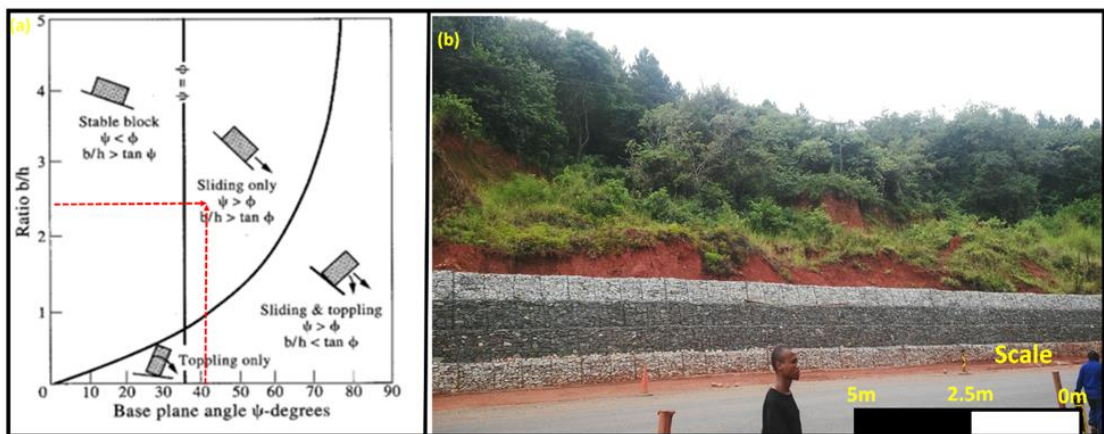 (a)
5
4
3
2
1
0
Ratio b/h
Stable block
ψ < ϕ
b/h > tan ψ
ψ = ϕ
Sliding only
ψ > ϕ
b/h > tan ϕ
Sliding & toppling
ψ > ϕ
b/h < tan ϕ
Toppling only
0 10 20 30 40 50 60 70 80 90
Base plane angle ψ-degrees
(b)
Scale
5m 2.5m 0m